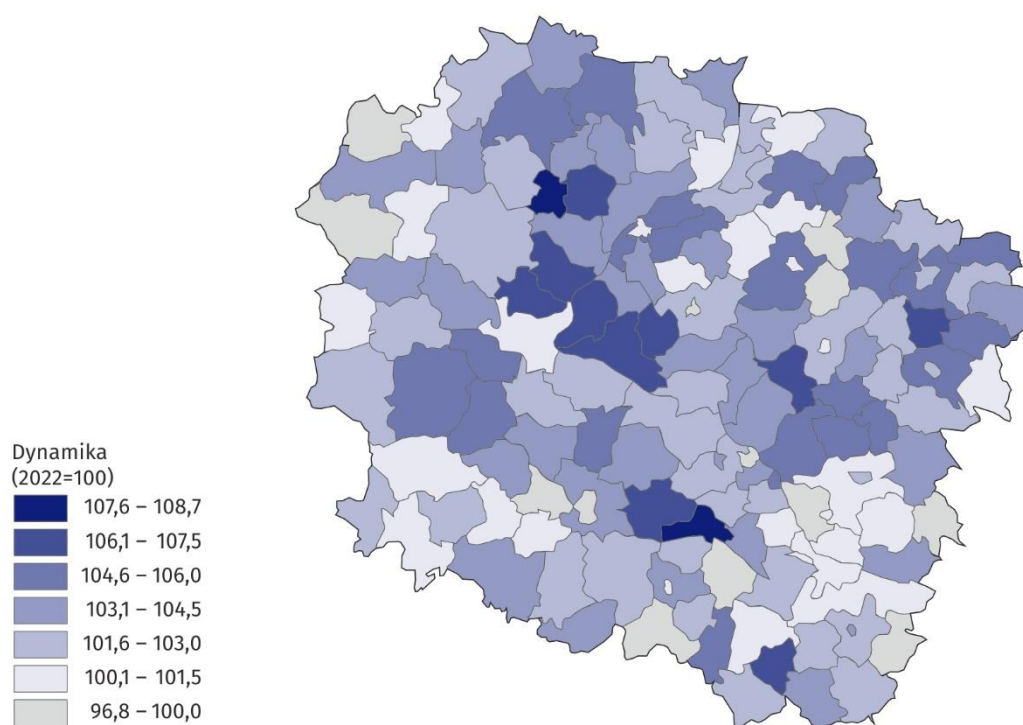 Dynamika
(2022=100)
107,6 – 108,7
106,1 – 107,5
104,6 – 106,0
103,1 – 104,5
101,6 – 103,0
100,1 – 101,5
96,8 – 100,0